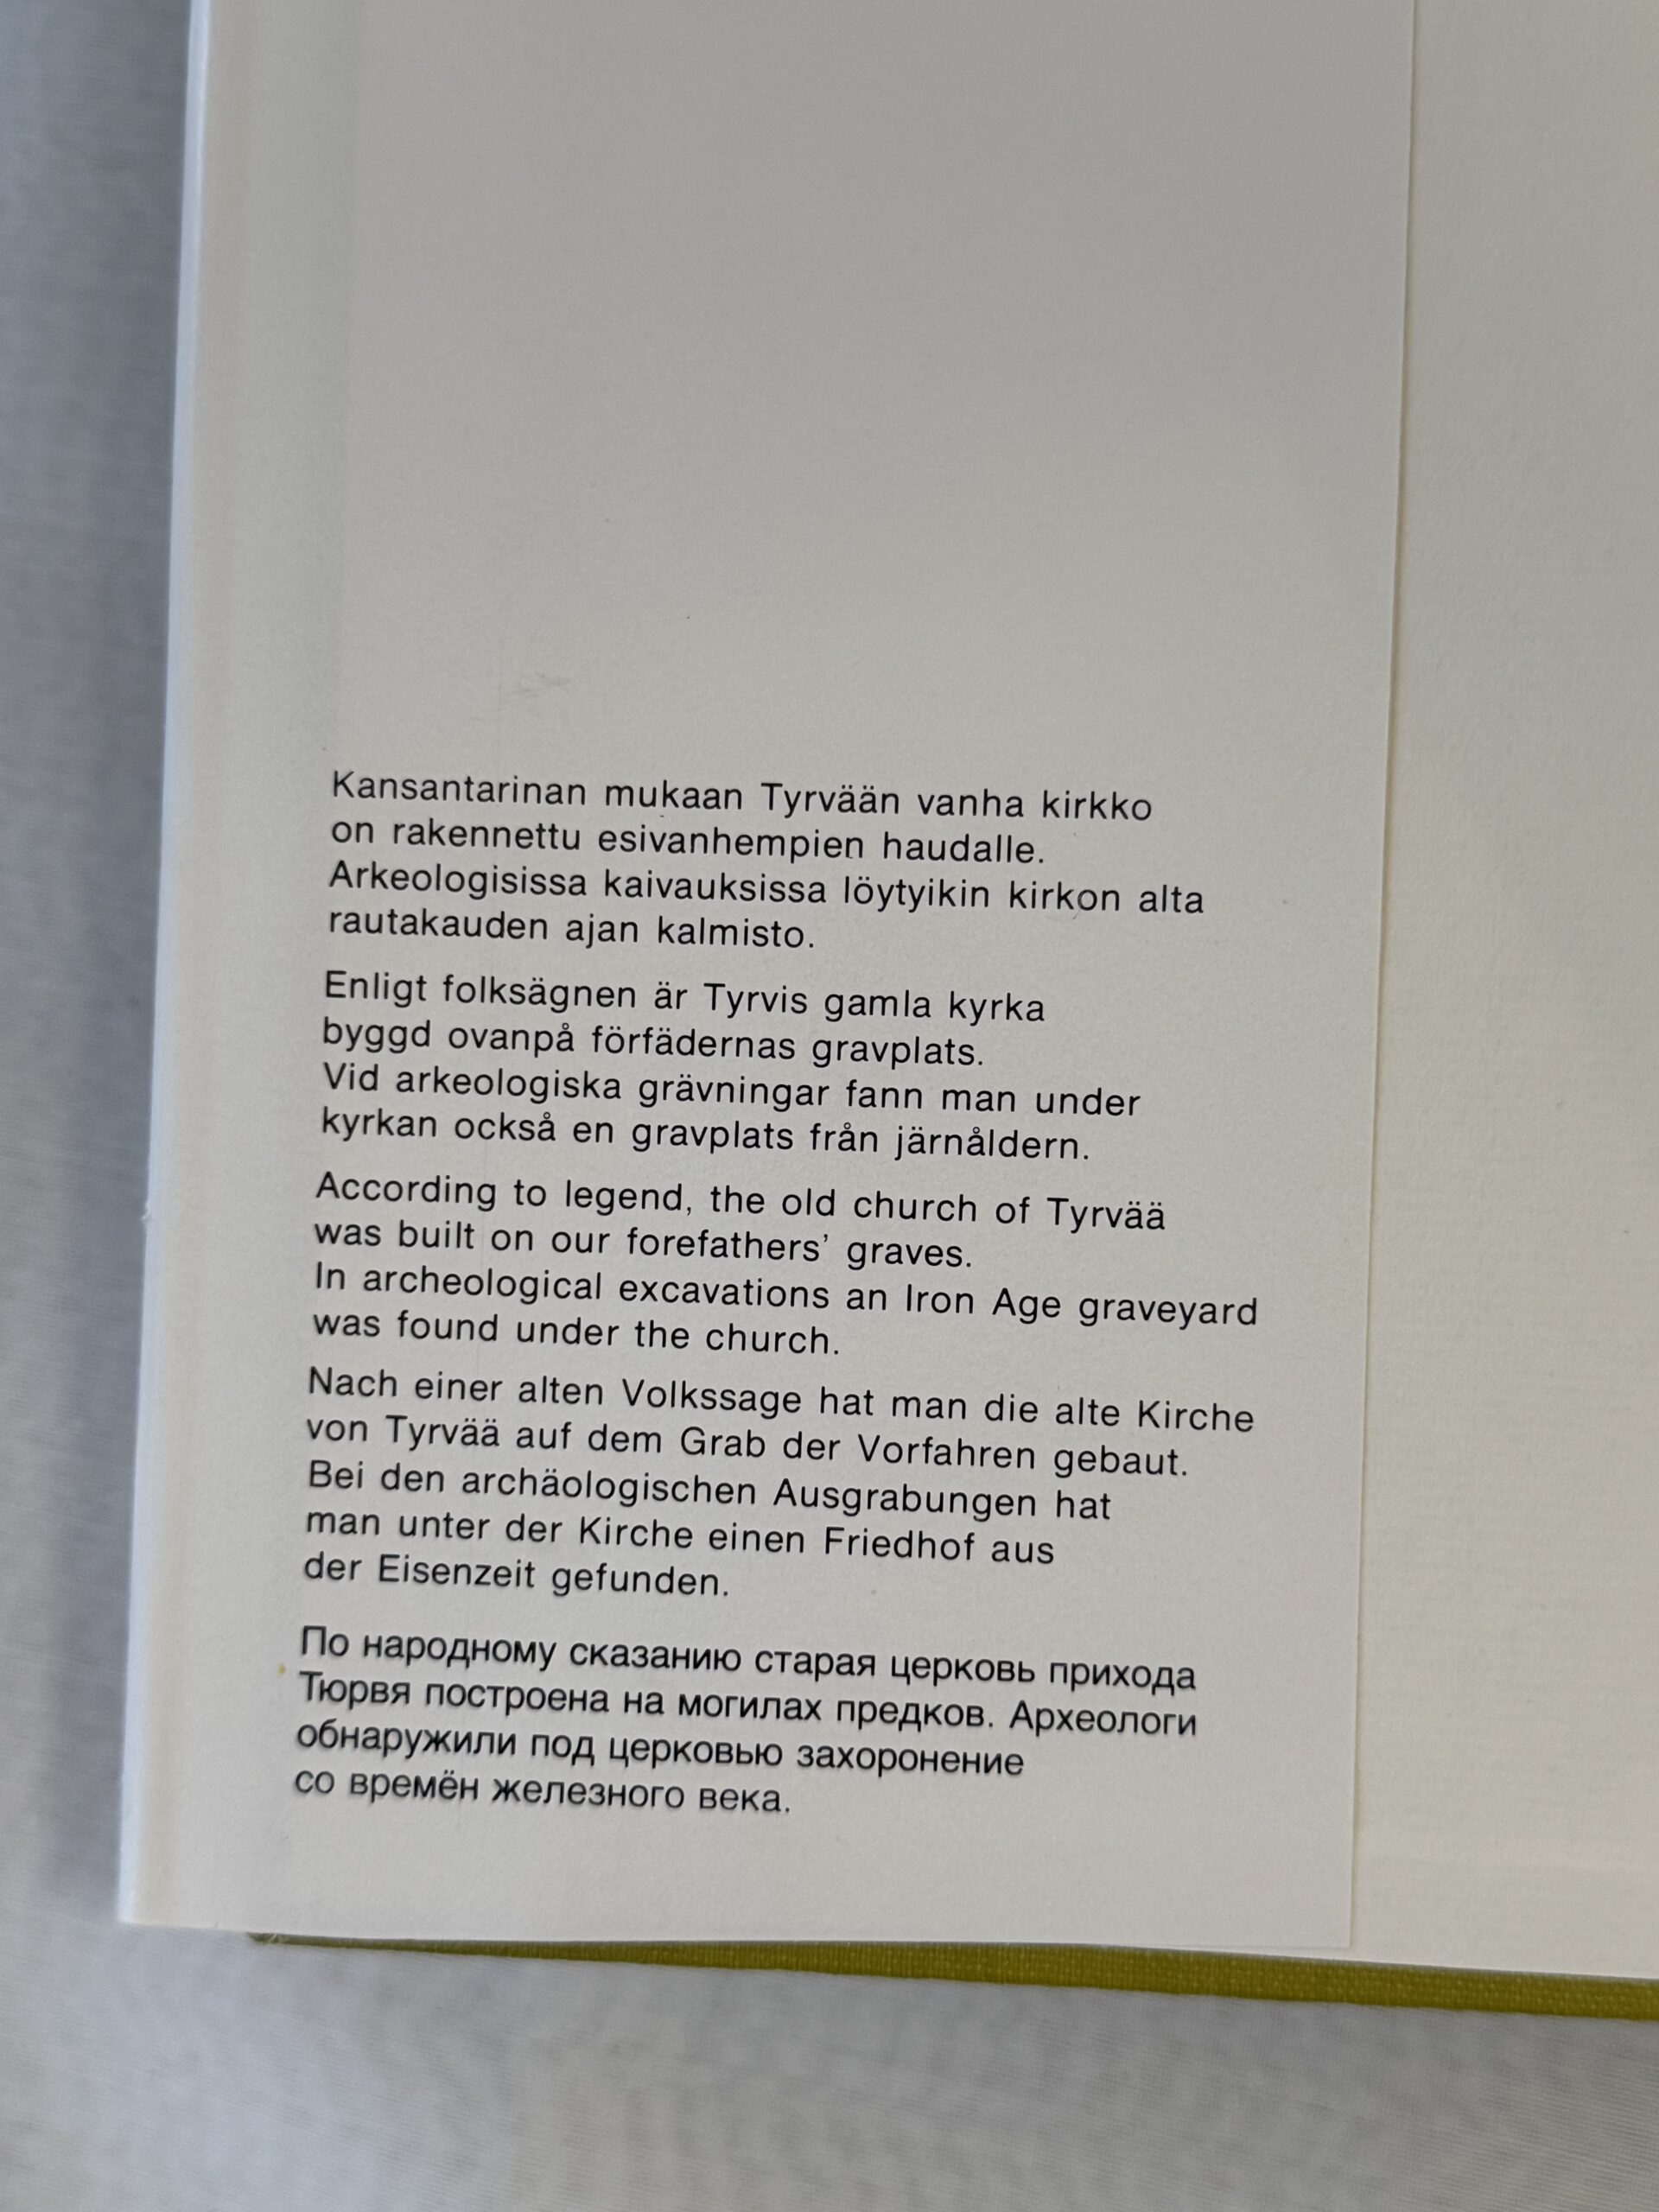 Kansantarinan mukaan Tyrvään vanha kirkko
on rakennettu esivanhempien haudalle.
Arkeologisissa kaivauksissa löytyikin kirkon alta
rautakauden ajan kalmisto.
Enligt folksägnen är Tyrvis gamla kyrka
byggd ovanpå förfädernas gravplats.
Vid arkeologiska grävningar fann man under
kyrkan också en gravplats från järnåldern.
According to legend, the old church of Tyrvää
was built on our forefathers' graves.
In archeological excavations an Iron Age graveyard
was found under the church.
Nach einer alten Volkssage hat man die alte Kirche
von Tyrvää auf dem Grab der Vorfahren gebaut.
Bei den archäologischen Ausgrabungen hat
man unter der Kirche einen Friedhof aus
der Eisenzeit gefunden.
По народному сказанию старая церковь прихода
Тюрвя построена на могилах предков. Археологи
обнаружили под церковью захоронение
со времён железного века.